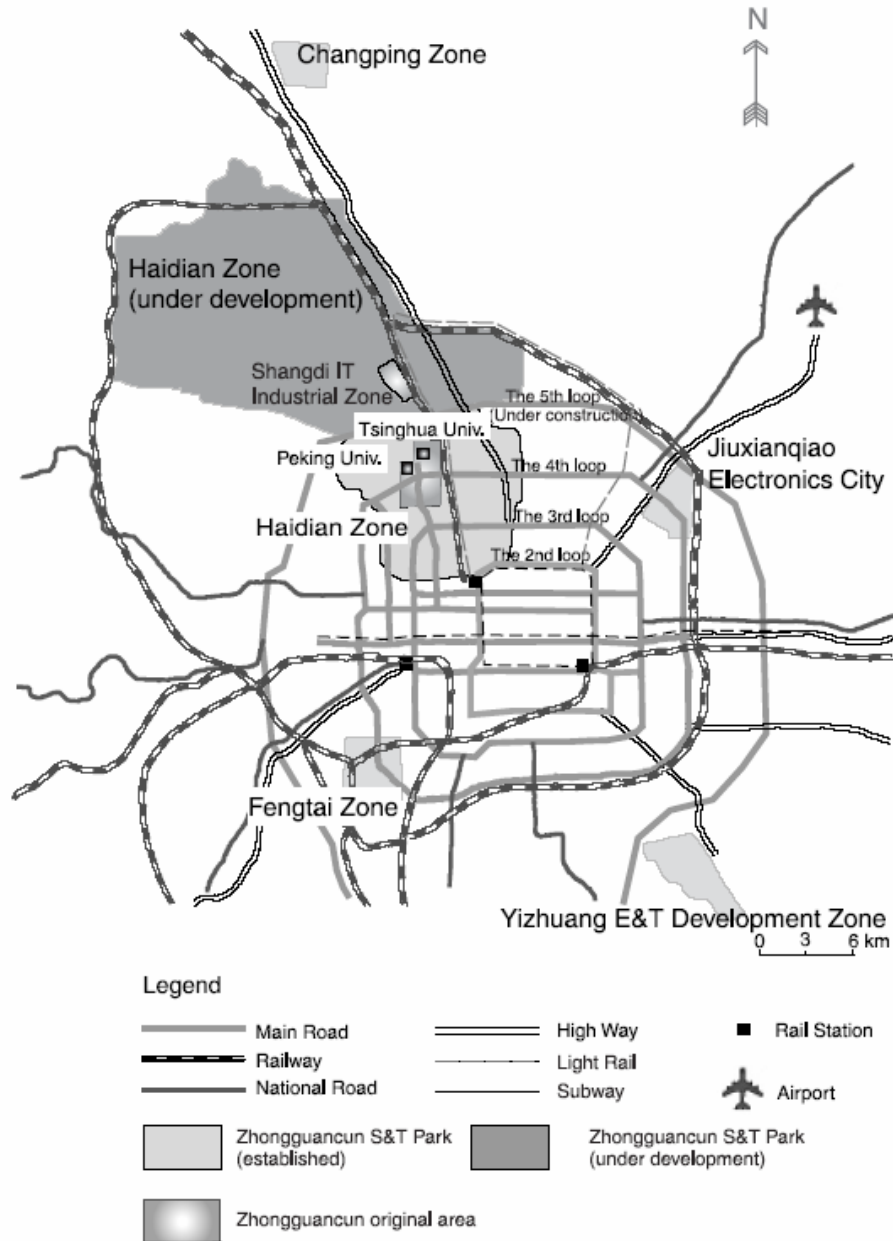 N
Changping Zone
Haidian Zone
(under development)
Shangdi IT
Industrial Zone
The 5th loop
(Under construction)
Tsinghua Univ.
Peking Univ.
The 4th loop
Jiuxianqiao
Electronics City
Haidian Zone
The 3rd loop
The 2nd loop
Fengtai Zone
Yizhuang E&T Development Zone
0 3 6 km
Legend
Main Road
High Way
Rail Station
Railway
Light Rail
National Road
Subway
Airport
Zhongguancun S&T Park
(established)
Zhongguancun S&T Park
(under development)
Zhongguancun original area